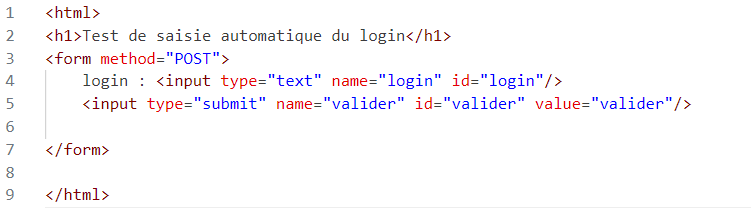 1 <html>
2 <h1>Test de saisie automatique du login</h1>
3 <form method="POST">
4     login : <input type="text" name="login" id="login"/>
5     <input type="submit" name="valider" id="valider" value="valider"/>
6
7 </form>
8
9 </html>